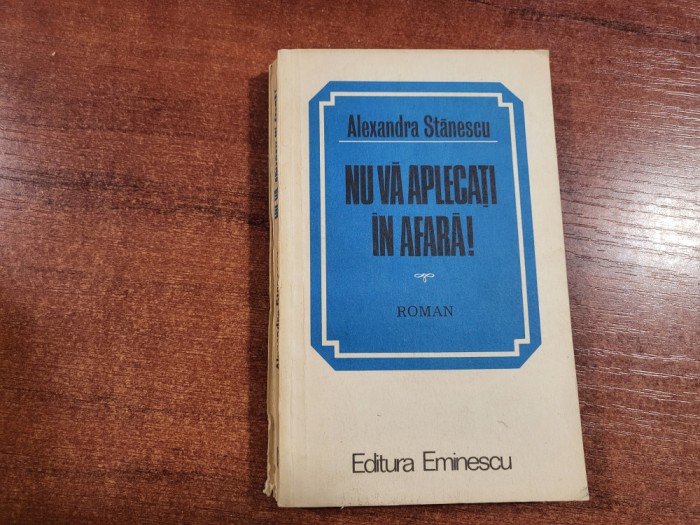 Alexandra Stănescu
NU VĂ APLECAȚI
ÎN AFARĂ!
ROMAN
Editura Eminescu